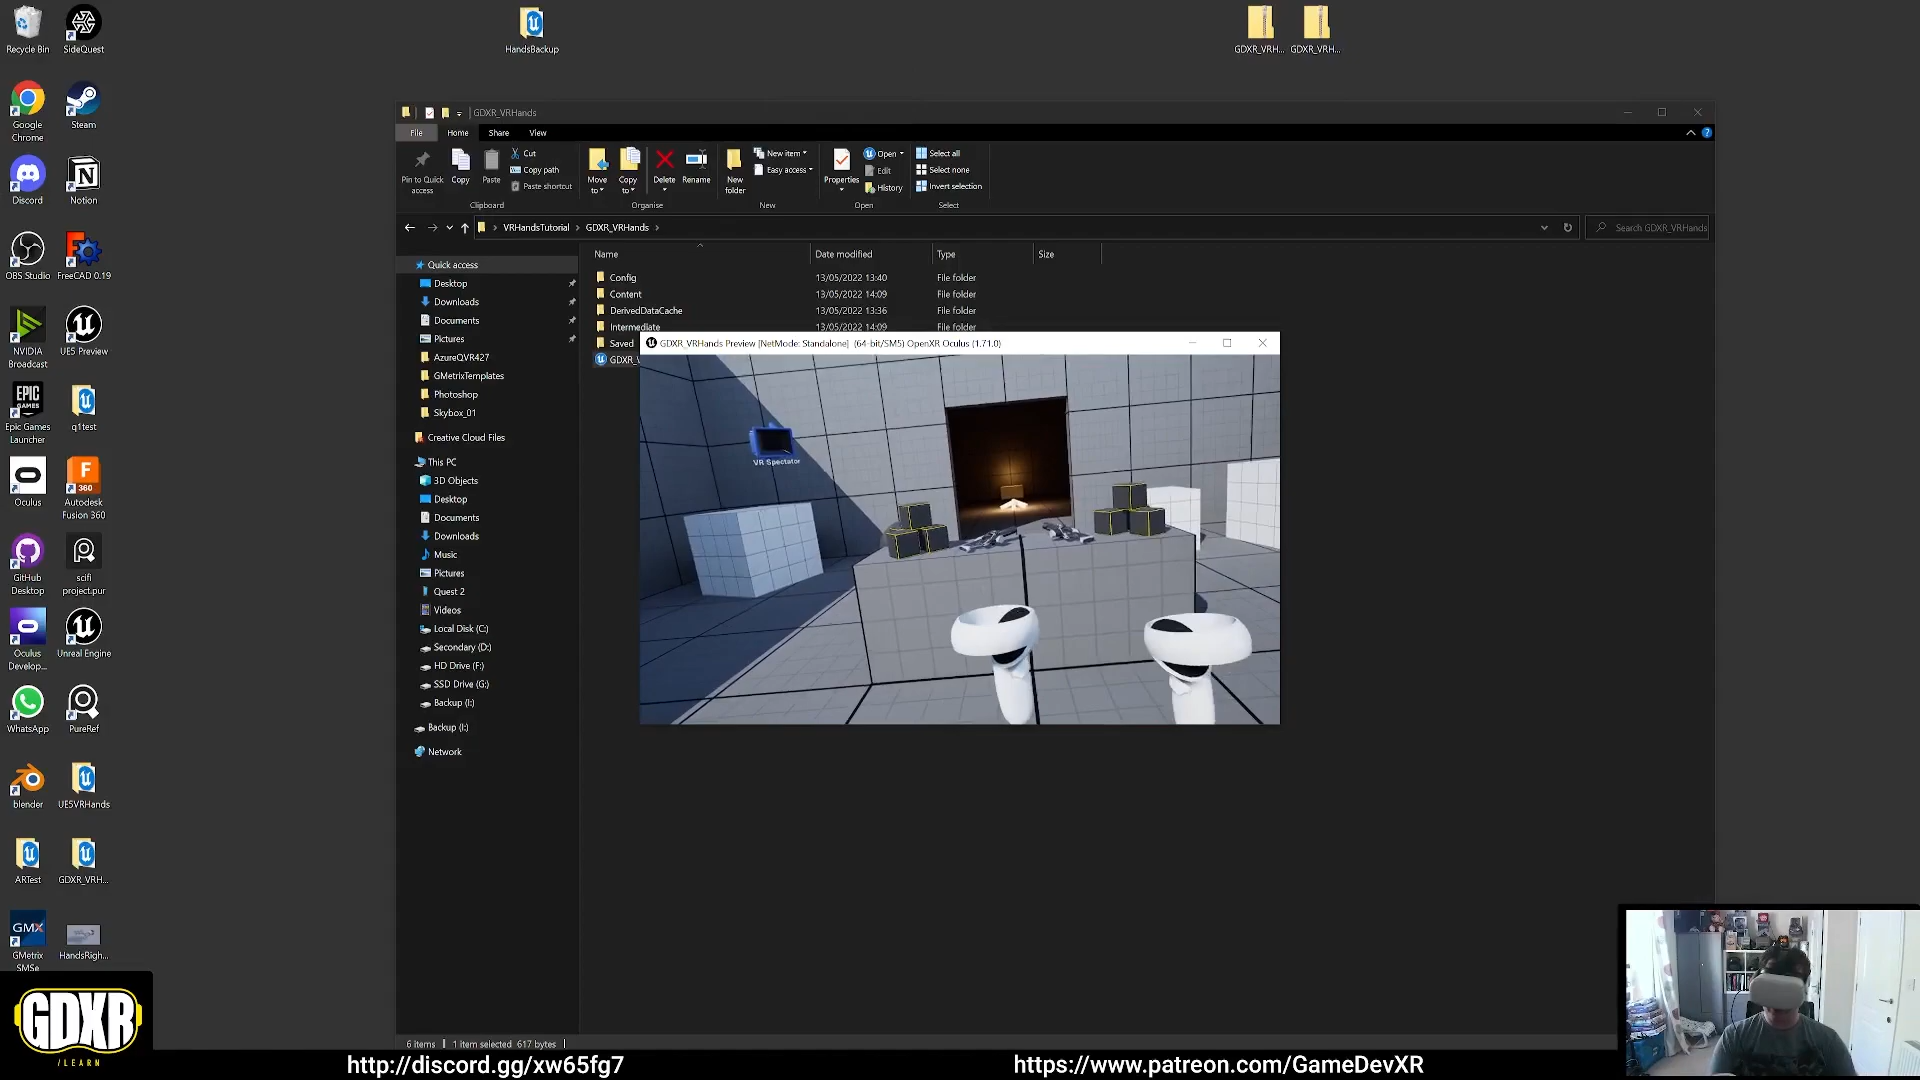 Recycle Bin
SideQuest
HandsBackup
GDXR_VRH...
GDXR_VRH...
Google Chrome
Steam
Discord
Notion
OBS Studio
FreeCAD 0.19
NVIDIA Broadcast
UE5 Preview
Epic Games Launcher
q1test
Oculus
Autodesk Fusion 360
GitHub Desktop
scifi project.pur
Oculus Develop...
Unreal Engine
WhatsApp
PureRef
blender
UE5VRHands
ARTest
GDXR_VRH...
GMetrix SMSe
HandsRigh...
GDXR_VRHands
File
Home
Share
View
Pin to Quick access
Copy
Paste
Cut
Copy path
Paste shortcut
Clipboard
Move to
Copy to
Delete
Rename
Organise
New folder
New item
Easy access
New
Properties
Open
Edit
History
Open
Select all
Select none
Invert selection
Select
VRHandsTutorial
GDXR_VRHands
Search GDXR_VRHands
Name
Date modified
Type
Size
Config 13/05/2022 13:40 File folder
Content 13/05/2022 14:09 File folder
DerivedDataCache 13/05/2022 13:36 File folder
Intermediate 13/05/2022 14:09 File folder
Saved
GDXR_V
Quick access
Desktop
Downloads
Documents
Pictures
AzureQVR427
GMetrixTemplates
Photoshop
Skybox_01
Creative Cloud Files
This PC
3D Objects
Desktop
Documents
Downloads
Music
Pictures
Quest 2
Videos
Local Disk (C:)
Secondary (D:)
HD Drive (F:)
SSD Drive (G:)
Backup (I:)
Backup (I:)
Network
GDXR_VRHands Preview [NetMode: Standalone] (64-bit/SM5) OpenXR Oculus (1.71.0)
VR Spectator
6 items
1 item selected 617 bytes
GDXR
/LEARN
http://discord.gg/xw65fg7
https://www.patreon.com/GameDevXR